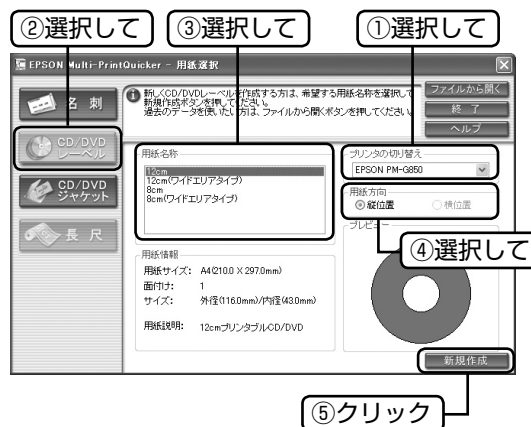 ②選択して
③選択して
①選択して
EPSON Multi-PrintQuicker - 用紙選択
名 刺
CD/DVD
レーベル
CD/DVD
ジャケット
長 尺
新しくCD/DVDレーベルを作成する方は、希望する用紙名称を選択して
新規作成ボタンを押してください。
過去のデータを使いたい方は、ファイルから開くボタンを押してください
ファイルから開く
終 了
ヘルプ
用紙名称
12cm
12cm(ワイドエリアタイプ)
8cm
8cm(ワイドエリアタイプ)
プリンタの切り替え
EPSON PM-G850
用紙方向
縦位置
横位置
プレビュー
④選択して
用紙情報
用紙サイズ: A4(210.0 X 297.0mm)
面付け: 1
サイズ: 外径(116.0mm)/内径(43.0mm)
用紙説明: 12cmプリンタブルCD/DVD
新規作成
⑤クリック